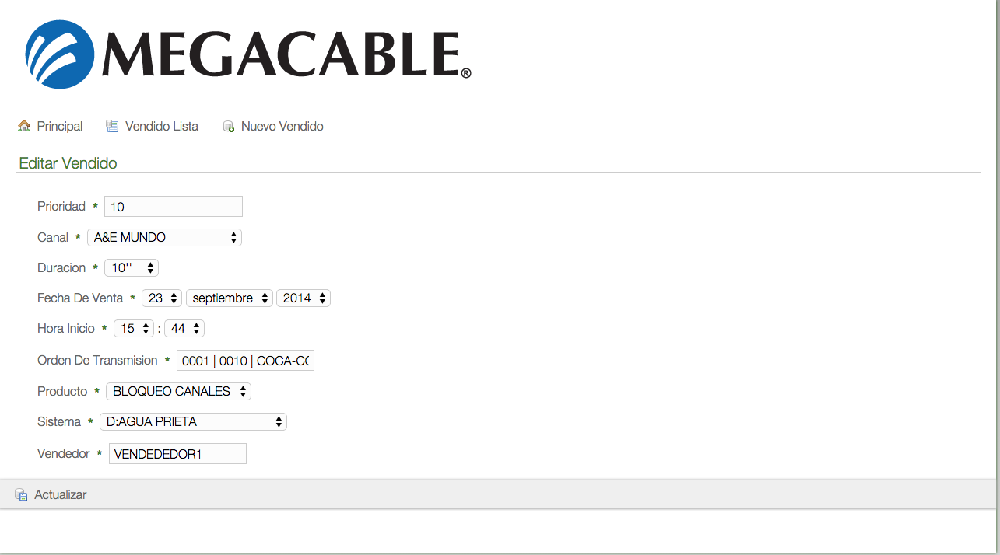 MEGACABLE®
Principal Vendido Lista Nuevo Vendido
Editar Vendido
Prioridad * 10
Canal * A&E MUNDO
Duracion * 10''
Fecha De Venta * 23 septiembre 2014
Hora Inicio * 15 : 44
Orden De Transmision * 0001 | 0010 | COCA-CO
Producto * BLOQUEO CANALES
Sistema * D:AGUA PRIETA
Vendedor * VENDEDEDOR1
Actualizar